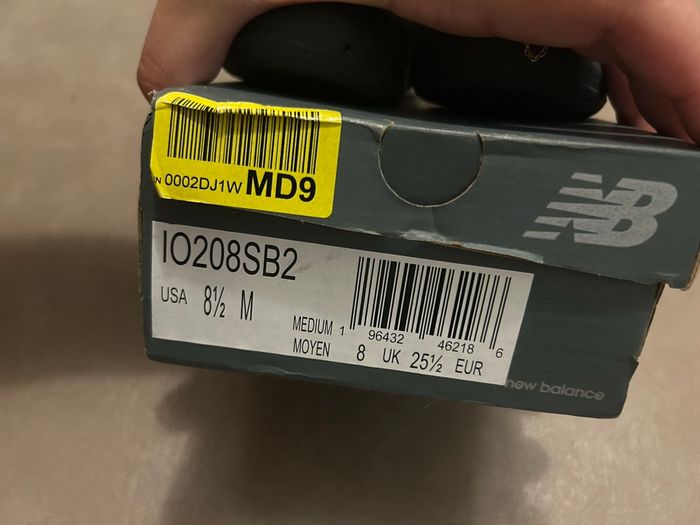 N 0002DJ1W MD9
NB
IO208SB2
USA 8½ M
MEDIUM
MOYEN
1 96432 46218 6
8 UK 25½ EUR
new balance